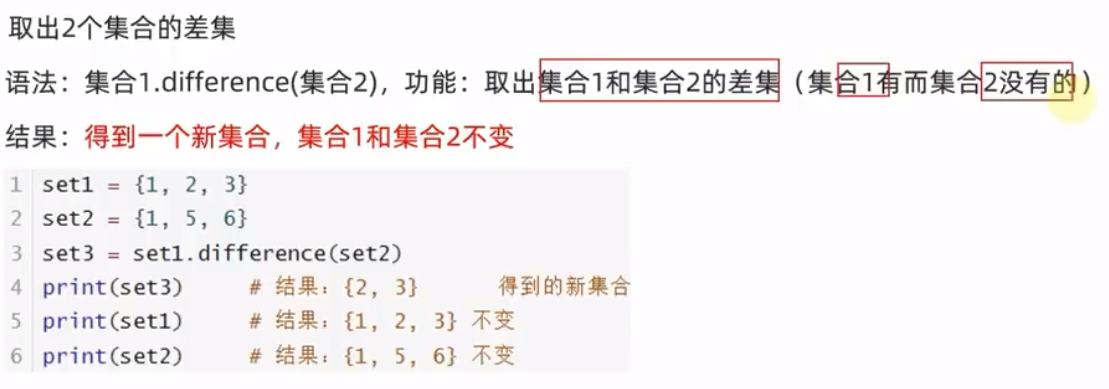 取出2个集合的差集
语法：集合1.difference(集合2)，功能：取出集合1和集合2的差集（集合1有而集合2没有的）
结果：得到一个新集合，集合1和集合2不变
1 set1 = {1, 2, 3}
2 set2 = {1, 5, 6}
3 set3 = set1.difference(set2)
4 print(set3) # 结果：{2, 3} 得到的新集合
5 print(set1) # 结果：{1, 2, 3} 不变
6 print(set2) # 结果：{1, 5, 6} 不变